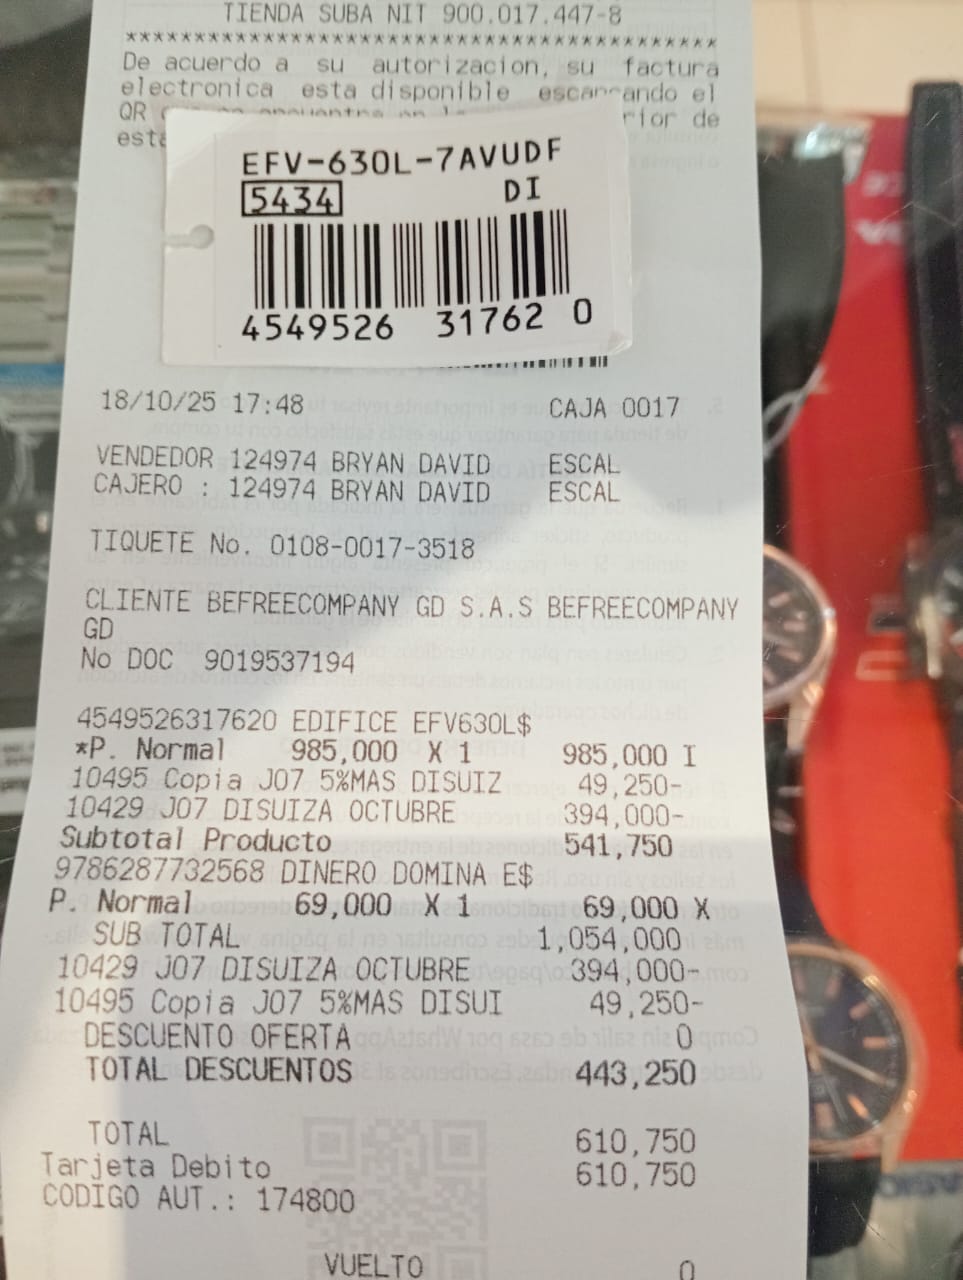 TIENDA SUBA NIT 900.017.447-8
******************************************
De acuerdo a su autorizacion, su factura
electronica esta disponible escaneando el
QR
rior de
EFV-630L-7AVUDF
5434 DI
4549526 31762 0
18/10/25 17:48 CAJA 0017
VENDEDOR 124974 BRYAN DAVID ESCAL
CAJERO : 124974 BRYAN DAVID ESCAL
TIQUETE No. 0108-0017-3518
CLIENTE BEFREECOMPANY GD S.A.S BEFREECOMPANY
GD
No DOC 9019537194
4549526317620 EDIFICE EFV630L$
*P. Normal 985,000 X 1 985,000 I
10495 Copia J07 5%MAS DISUIZ 49,250-
10429 J07 DISUIZA OCTUBRE 394,000-
Subtotal Producto 541,750
9786287732568 DINERO DOMINA E$
P. Normal 69,000 X 1 69,000 X
SUB TOTAL 1,054,000
10429 J07 DISUIZA OCTUBRE 394,000-
10495 Copia J07 5%MAS DISUI 49,250-
DESCUENTO OFERTA 0
TOTAL DESCUENTOS 443,250
TOTAL 610,750
Tarjeta Debito 610,750
CODIGO AUT.: 174800
VUELTO 0